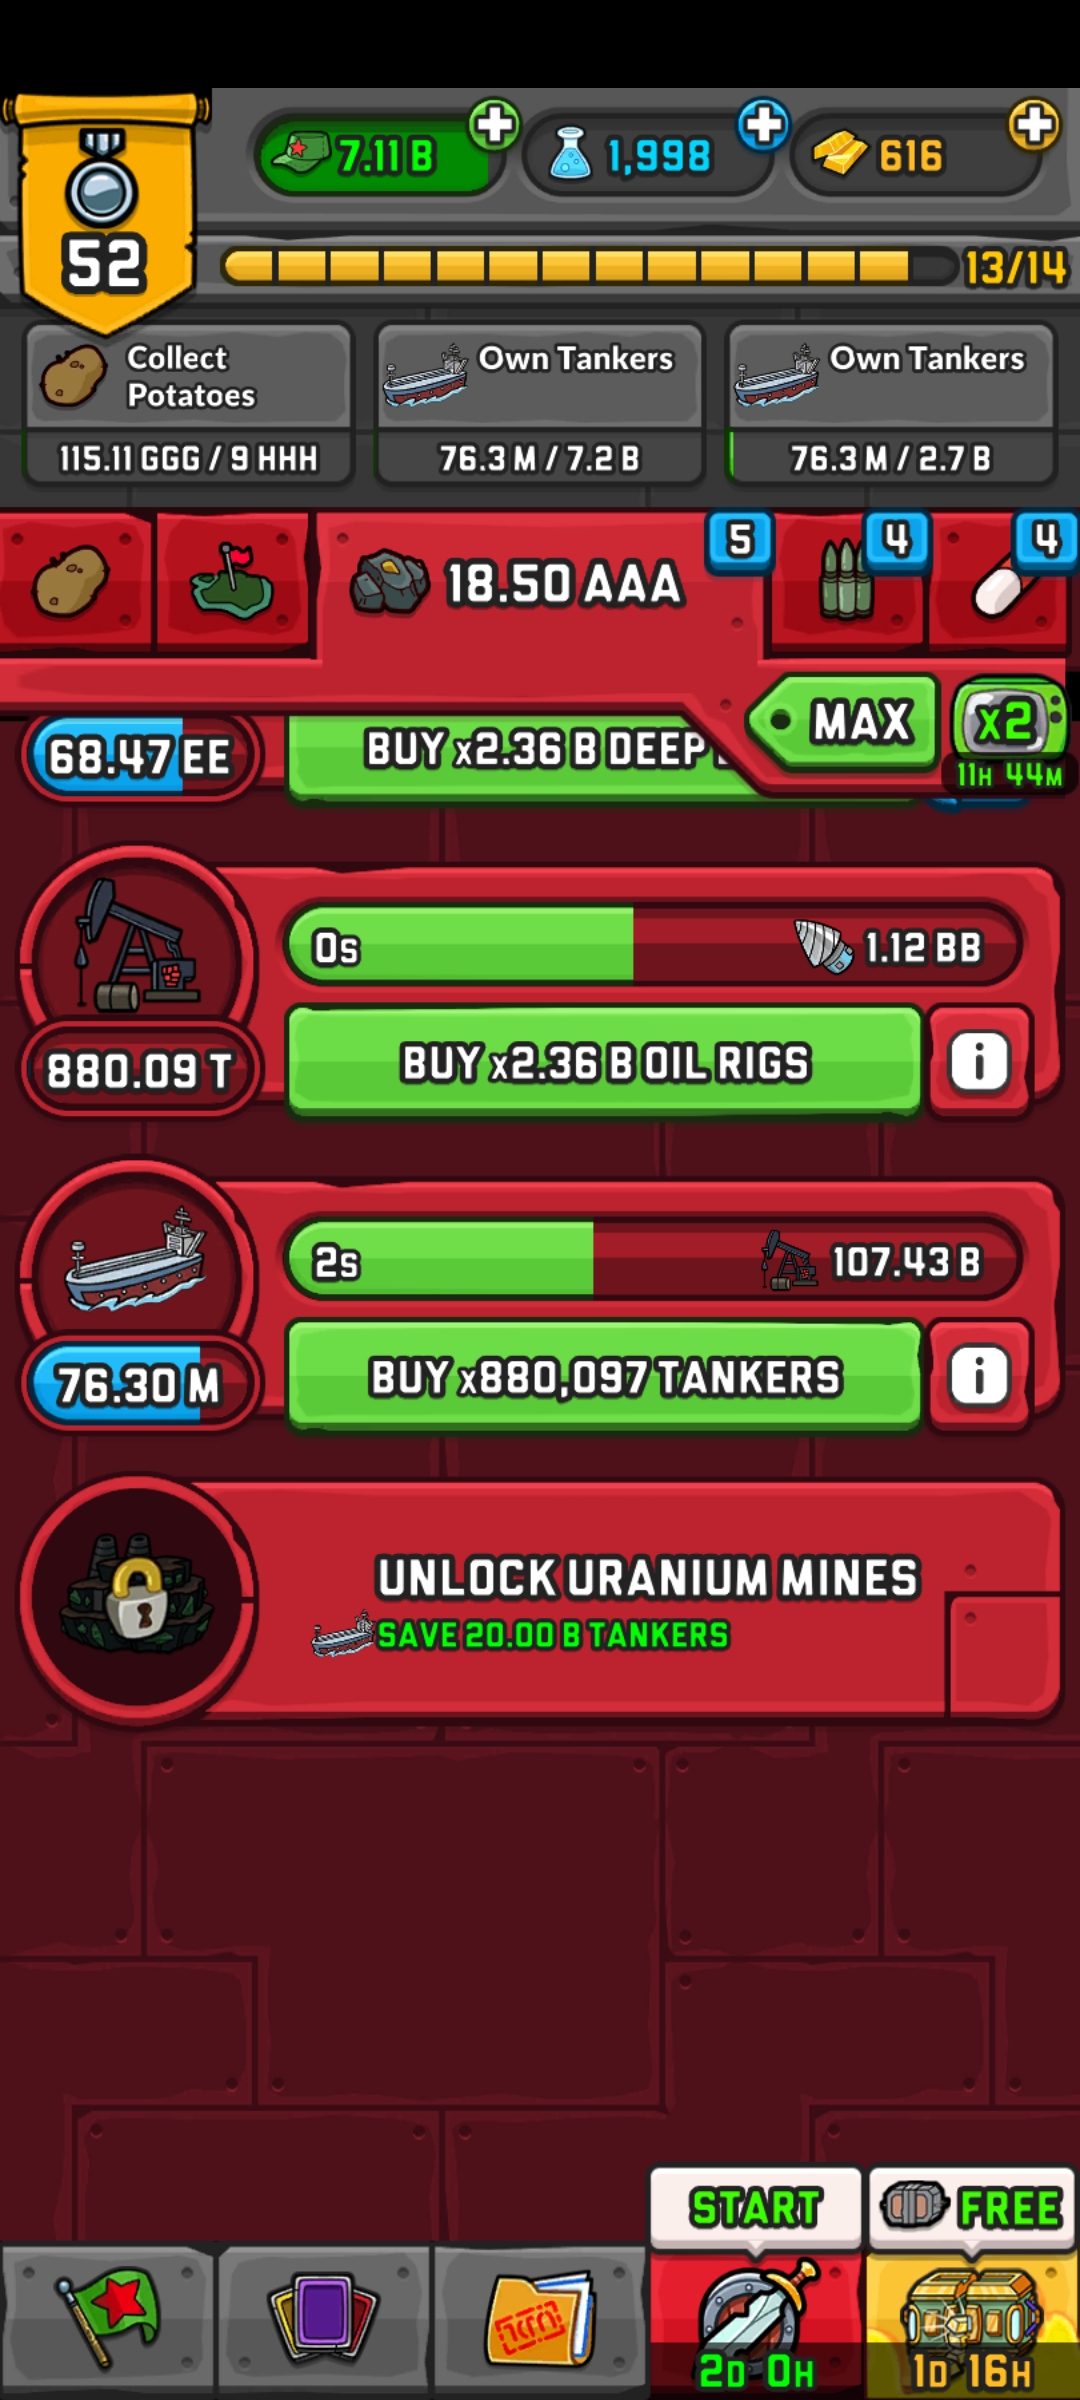 7.11 B
1,998
616
52
13/14
Collect
Potatoes
115.11 GGG / 9 HHH
Own Tankers
76.3 M / 7.2 B
Own Tankers
76.3 M / 2.7 B
18.50 AAA
5
4
4
MAX
x2
11H 44M
68.47 EE
BUY x2.36 B DEEP
0s
1.12 BB
880.09 T
BUY x2.36 B OIL RIGS
i
2s
107.43 B
76.30 M
BUY x880,097 TANKERS
i
UNLOCK URANIUM MINES
SAVE 20.00 B TANKERS
START
FREE
2D 0H
1D 16H